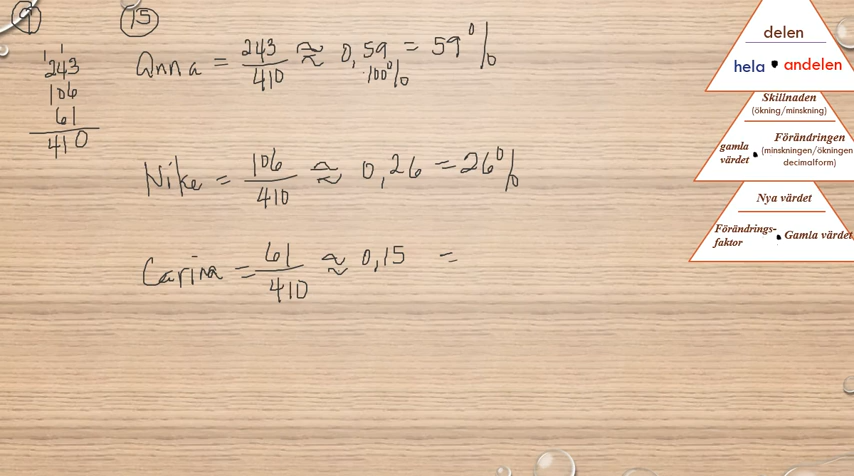 9
15
243
106
61
410
Anna = 243/410 ≈ 0,59 = 59%
·100%
Nike = 106/410 ≈ 0,26 = 26%
Carina = 61/410 ≈ 0,15 =
delen
hela · andelen
Skillnaden
(ökning/minskning)
gamla
värdet
·
Förändringen
(minskningen/ökningen
decimalform)
Nya värdet
Förändrings-
faktor
· Gamla värdet